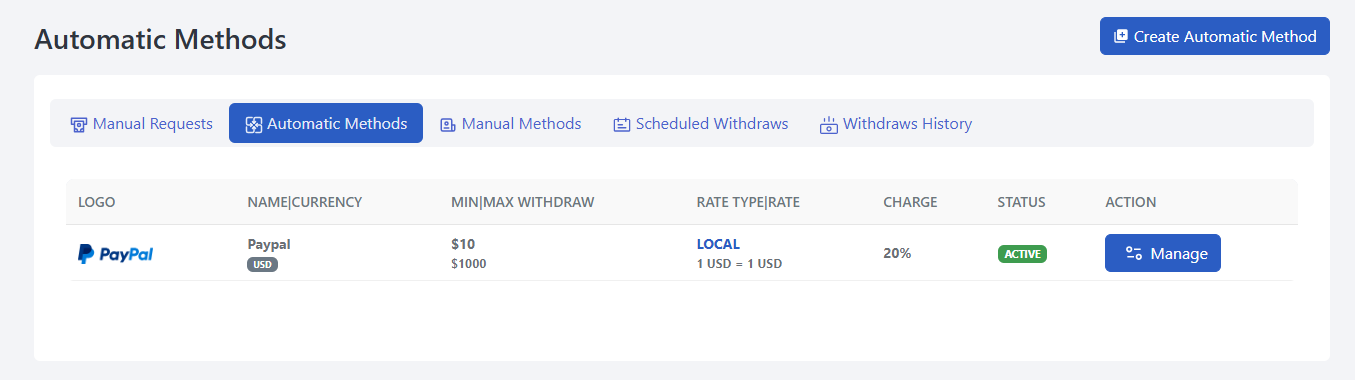 Automatic Methods
Create Automatic Method
Manual Requests Automatic Methods Manual Methods Scheduled Withdraws Withdraws History
LOGO NAME|CURRENCY MIN|MAX WITHDRAW RATE TYPE|RATE CHARGE STATUS ACTION
PayPal Paypal $10 LOCAL 20% ACTIVE Manage
USD $1000 1 USD = 1 USD